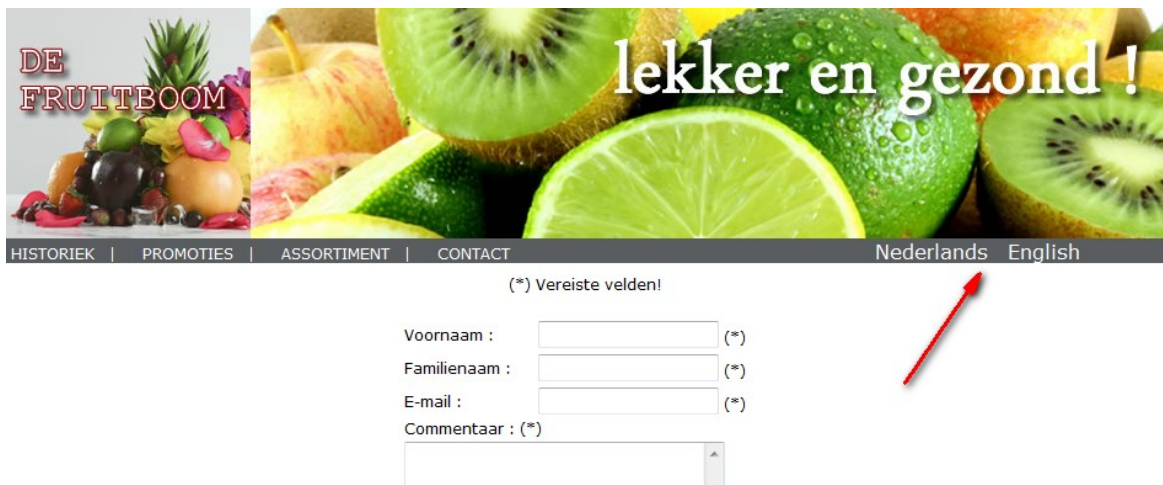 DE
FRUITBOOM
lekker en gezond !
HISTORIEK | PROMOTIES | ASSORTIMENT | CONTACT
Nederlands English
(*) Vereiste velden!
Voornaam : (*)
Familienaam : (*)
E-mail : (*)
Commentaar : (*)